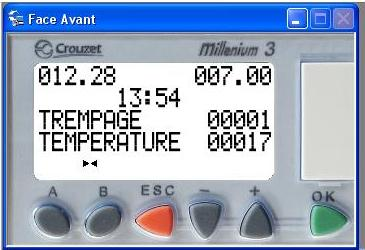 Face Avant
Crouzet Millenium 3
012.28 007.00
13:54
TREMPAGE 00001
TEMPERATURE 00017
A B ESC - + OK